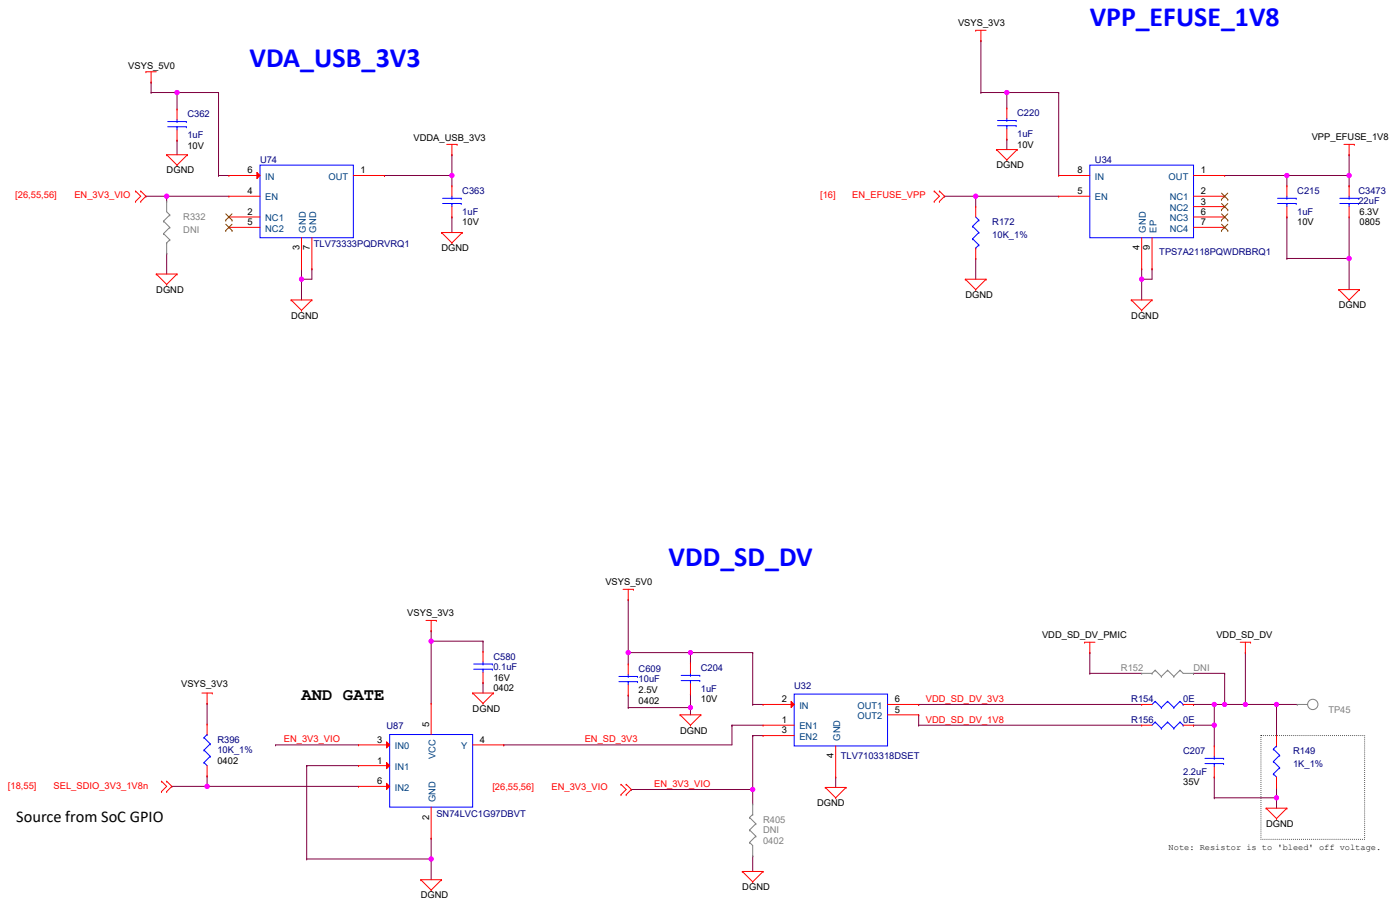 VPP_EFUSE_1V8
VSYS_3V3
VDA_USB_3V3
VSYS_5V0
C362
1uF
10V
DGND
VDDA_USB_3V3
U74
6 IN OUT 1
[26,55,56] EN_3V3_VIO 4 EN
2 NC1
5 NC2
GND GND
3 7
TLV73333PQDRVRQ1
R332
DNI
DGND
C363
1uF
10V
DGND
DGND
C220
1uF
10V
DGND
VPP_EFUSE_1V8
U34
8 IN OUT 1
[16] EN_EFUSE_VPP 5 EN
NC1 2
NC2 3
NC3 6
NC4 7
GND EP
4 9
TPS7A2118PQWDRBRQ1
R172
10K_1%
DGND
C215
1uF
10V
C3473
22uF
6.3V
0805
DGND
DGND
VDD_SD_DV
VSYS_5V0
VSYS_3V3
C580
0.1uF
16V
0402
DGND
VSYS_3V3
AND GATE
R396
10K_1%
0402
U87
EN_3V3_VIO 3 IN0
1 IN1
[18,55] SEL_SDIO_3V3_1V8n 6 IN2
5 VCC
Y 4
GND 2
SN74LVC1G97DBVT
Source from SoC GPIO
DGND
EN_SD_3V3
C609
10uF
2.5V
0402
C204
1uF
10V
DGND
U32
2 IN
1 EN1
3 EN2
OUT1 6
OUT2 5
GND
4
TLV7103318DSET
DGND
[26,55,56] EN_3V3_VIO EN_3V3_VIO
R405
DNI
0402
DGND
VDD_SD_DV_PMIC
VDD_SD_DV
R152 DNI
VDD_SD_DV_3V3 R154 0E
VDD_SD_DV_1V8 R156 0E
TP45
C207
2.2uF
35V
R149
1K_1%
DGND
Note: Resistor is to 'bleed' off voltage.